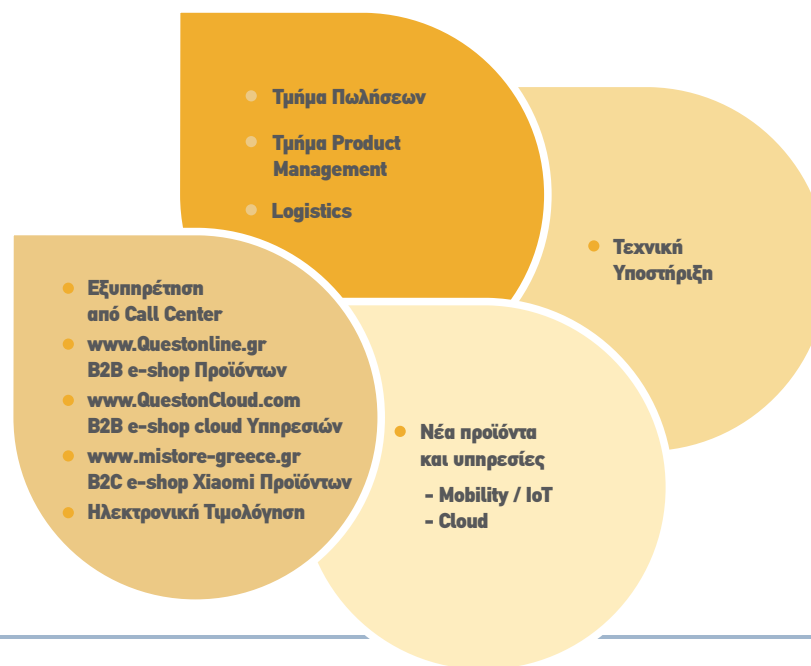 Τμήμα Πωλήσεων
Τμήμα Product
Management
Logistics
Τεχνική
Υποστήριξη
Εξυπηρέτηση
από Call Center
www.Questonline.gr
B2B e-shop Προϊόντων
www.QuestonCloud.com
B2B e-shop cloud Υπηρεσιών
www.mistore-greece.gr
B2C e-shop Xiaomi Προϊόντων
Ηλεκτρονική Τιμολόγηση
Νέα προϊόντα
και υπηρεσίες
- Mobility / IoT
- Cloud